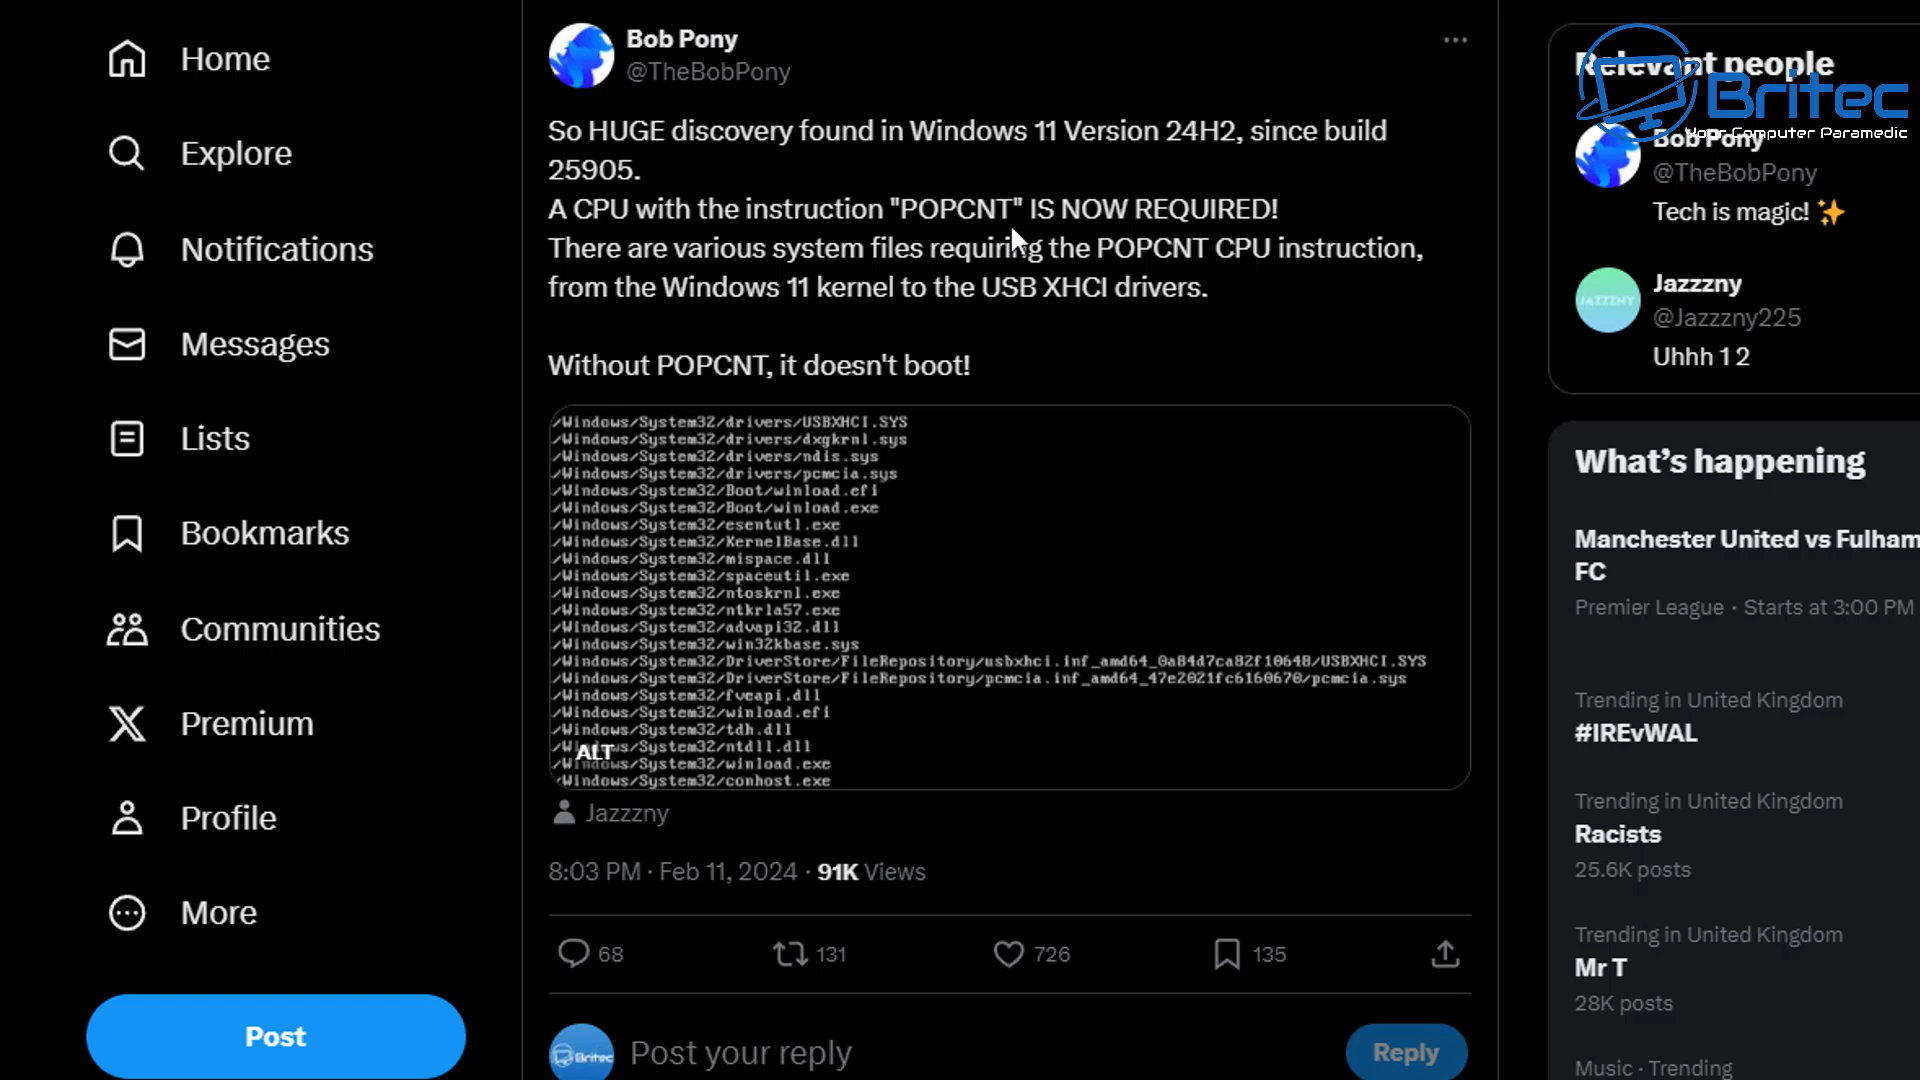 Home
Explore
Notifications
Messages
Lists
Bookmarks
Communities
Premium
Profile
More
Post
Bob Pony
@TheBobPony
So HUGE discovery found in Windows 11 Version 24H2, since build
25905.
A CPU with the instruction "POPCNT" IS NOW REQUIRED!
There are various system files requiring the POPCNT CPU instruction,
from the Windows 11 kernel to the USB XHCI drivers.
Without POPCNT, it doesn't boot!
/Windows/System32/drivers/USBXHCI.SYS
/Windows/System32/drivers/dxgkrnl.sys
/Windows/System32/drivers/ndis.sys
/Windows/System32/drivers/pcmcia.sys
/Windows/System32/Boot/winload.efi
/Windows/System32/Boot/winload.exe
/Windows/System32/esentutl.exe
/Windows/System32/KernelBase.dll
/Windows/System32/mispace.dll
/Windows/System32/spaceutil.exe
/Windows/System32/ntoskrnl.exe
/Windows/System32/ntkrla57.exe
/Windows/System32/advapi32.dll
/Windows/System32/win32kbase.sys
/Windows/System32/DriverStore/FileRepository/usbxhci.inf_amd64_0a84d7ca82f10648/USBXHCI.SYS
/Windows/System32/DriverStore/FileRepository/pcmcia.inf_amd64_47e2021fc6160670/pcmcia.sys
/Windows/System32/fveapi.dll
/Windows/System32/winload.efi
/Windows/System32/tdh.dll
/Windows/System32/ntdll.dll
ALT
/Windows/System32/winload.exe
/Windows/System32/conhost.exe
Jazzzny
8:03 PM · Feb 11, 2024 · 91K Views
68 131 726 135
Britec
Post your reply
Reply
Relevant people
Britec
Your Computer Paramedic
Bob Pony
@TheBobPony
Tech is magic! ✨
JAZZZNY
Jazzzny
@Jazzzny225
Uhhh 1 2
What's happening
Manchester United vs Fulham
FC
Premier League · Starts at 3:00 PM
Trending in United Kingdom
#IREvWAL
Trending in United Kingdom
Racists
25.6K posts
Trending in United Kingdom
Mr T
28K posts
Music · Trending